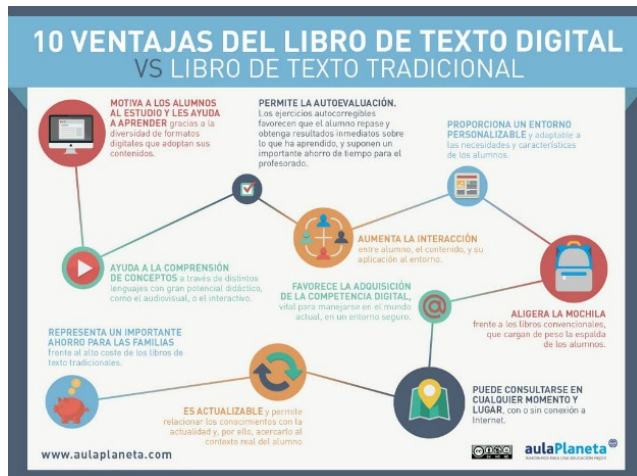 10 VENTAJAS DEL LIBRO DE TEXTO DIGITAL
VS LIBRO DE TEXTO TRADICIONAL
MOTIVA A LOS ALUMNOS
AL ESTUDIO Y LES AYUDA
A APRENDER gracias a la
diversidad de formatos
digitales que adoptan sus
contenidos.
PERMITE LA AUTOEVALUACIÓN.
Los ejercicios autocorregibles
favorecen que el alumno repase y
obtenga resultados inmediatos sobre
lo que ha aprendido, y suponen un
importante ahorro de tiempo para el
profesorado.
PROPORCIONA UN ENTORNO
PERSONALIZABLE y adaptable a
las necesidades y características
de los alumnos.
AYUDA A LA COMPRENSIÓN
DE CONCEPTOS a través de distintos
lenguajes con gran potencial didáctico,
como el audiovisual, o el interactivo.
AUMENTA LA INTERACCIÓN
entre alumno, el contenido, y su
aplicación al entorno.
FAVORECE LA ADQUISICIÓN
DE LA COMPETENCIA DIGITAL,
vital para manejarse en el mundo
actual, en un entorno seguro.
@
ALIGERA LA MOCHILA
frente a los libros convencionales,
que cargan de peso la espalda
de los alumnos.
REPRESENTA UN IMPORTANTE
AHORRO PARA LAS FAMILIAS
frente al alto coste de los libros de
texto tradicionales.
ES ACTUALIZABLE y permite
relacionar los conocimientos con la
actualidad y, por ello, acercarlo al
contexto real del alumno
PUEDE CONSULTARSE EN
CUALQUIER MOMENTO Y
LUGAR, con o sin conexión a
Internet.
www.aulaplaneta.com
aulaPlaneta